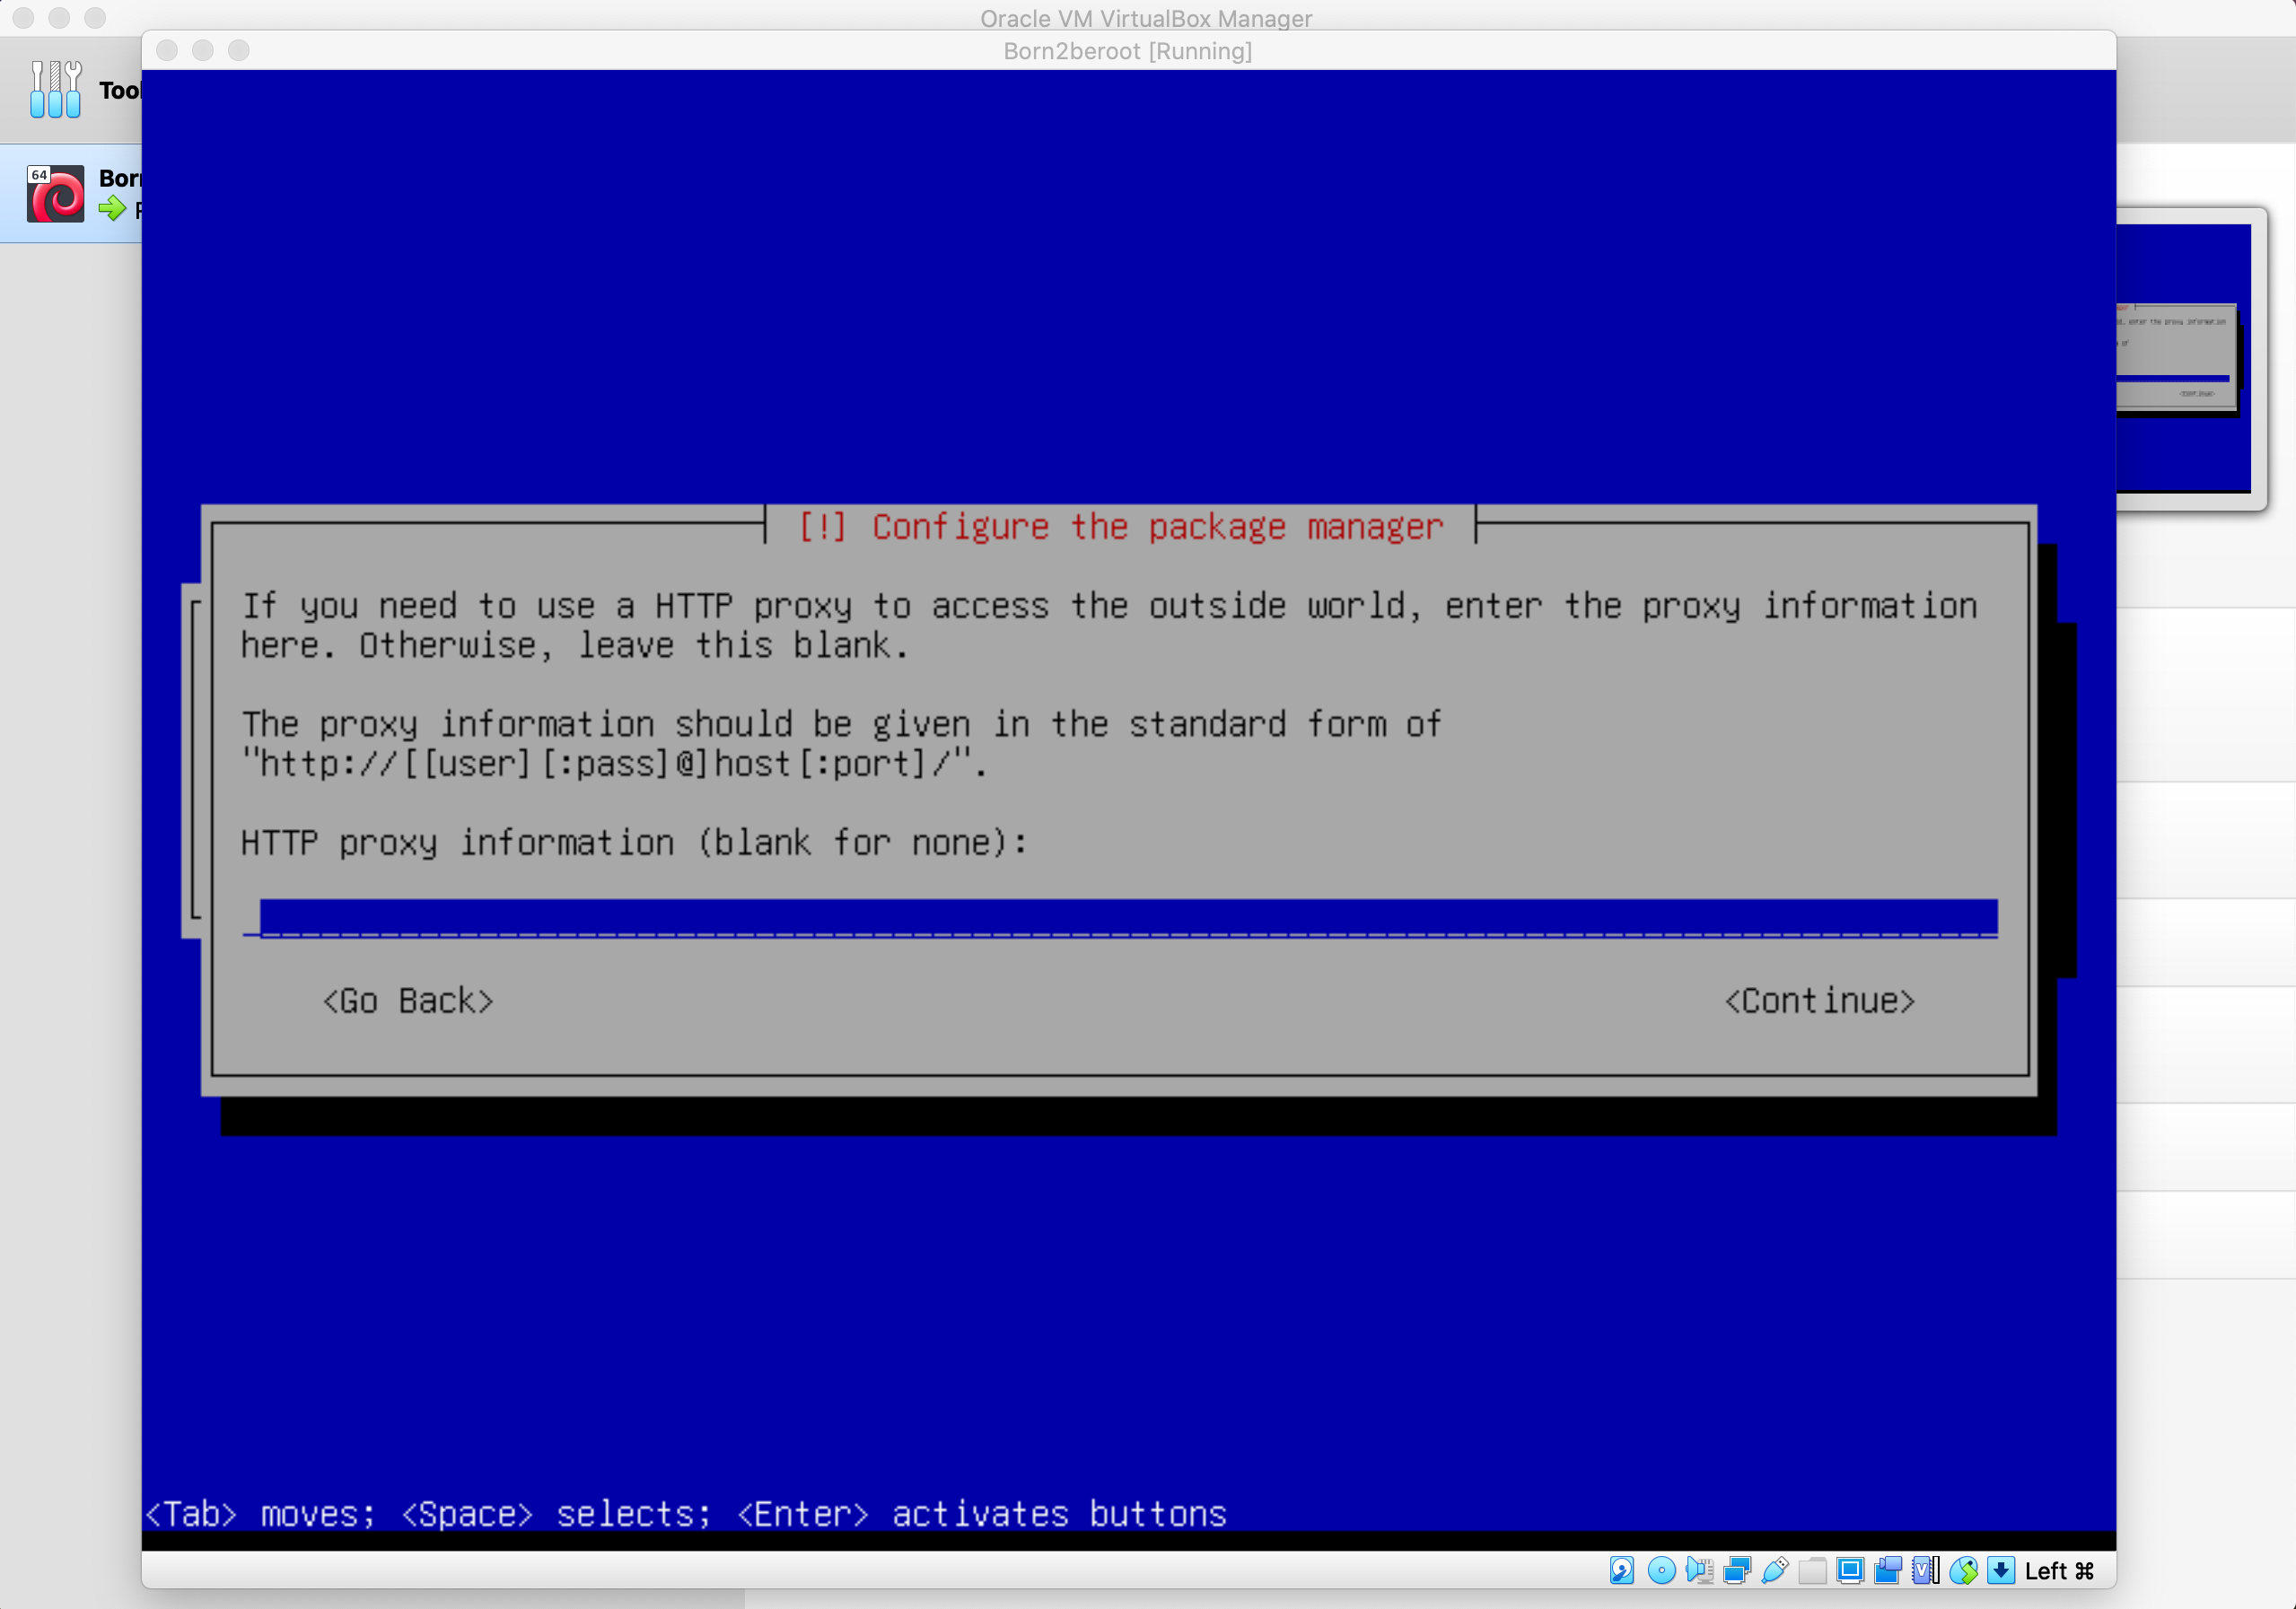 Oracle VM VirtualBox Manager
Born2beroot [Running]
Tool
64
Born
[!] Configure the package manager
If you need to use a HTTP proxy to access the outside world, enter the proxy information
here. Otherwise, leave this blank.
The proxy information should be given in the standard form of
"http://[[user][:pass]@]host[:port]/".
HTTP proxy information (blank for none):
<Go Back>
<Continue>
<Tab> moves; <Space> selects; <Enter> activates buttons
Left ⌘